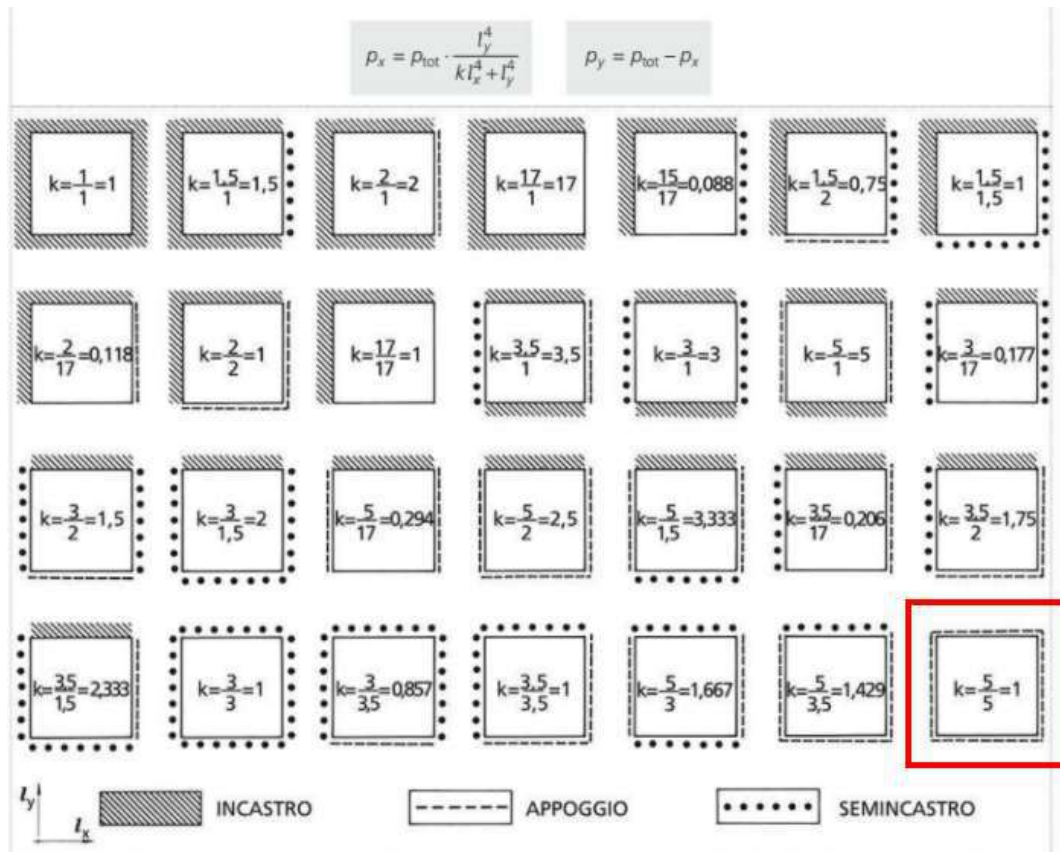 p_x = p_tot · l_y^4 / (k l_x^4 + l_y^4)    p_y = p_tot − p_x
k=1/1=1 k=1,5/1=1,5 k=2/1=2 k=17/1=17 k=15/17=0,088 k=1,5/2=0,75 k=1,5/1,5=1
k=2/17=0,118 k=2/2=1 k=17/17=1 k=3,5/1=3,5 k=3/1=3 k=5/1=5 k=3/17=0,177
k=3/2=1,5 k=3/1,5=2 k=5/17=0,294 k=5/2=2,5 k=5/1,5=3,333 k=3,5/17=0,206 k=3,5/2=1,75
k=3,5/1,5=2,333 k=3/3=1 k=3/3,5=0,857 k=3,5/3,5=1 k=5/3=1,667 k=5/3,5=1,429 k=5/5=1
l_y l_x INCASTRO APPOGGIO SEMINCASTRO